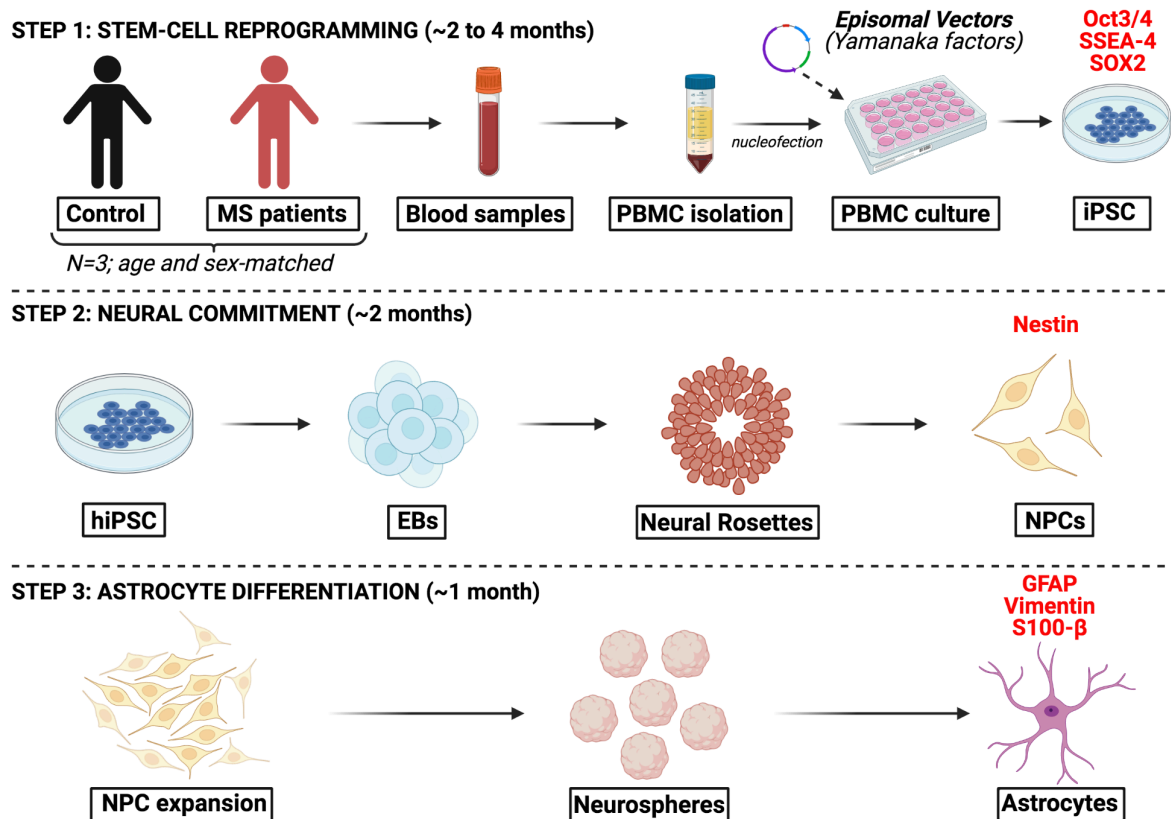 STEP 1: STEM-CELL REPROGRAMMING (~2 to 4 months)
Episomal Vectors
(Yamanaka factors)
Oct3/4
SSEA-4
SOX2
nucleofection
Control
MS patients
Blood samples
PBMC isolation
PBMC culture
iPSC
N=3; age and sex-matched
STEP 2: NEURAL COMMITMENT (~2 months)
Nestin
hiPSC
EBs
Neural Rosettes
NPCs
STEP 3: ASTROCYTE DIFFERENTIATION (~1 month)
GFAP
Vimentin
S100-β
NPC expansion
Neurospheres
Astrocytes